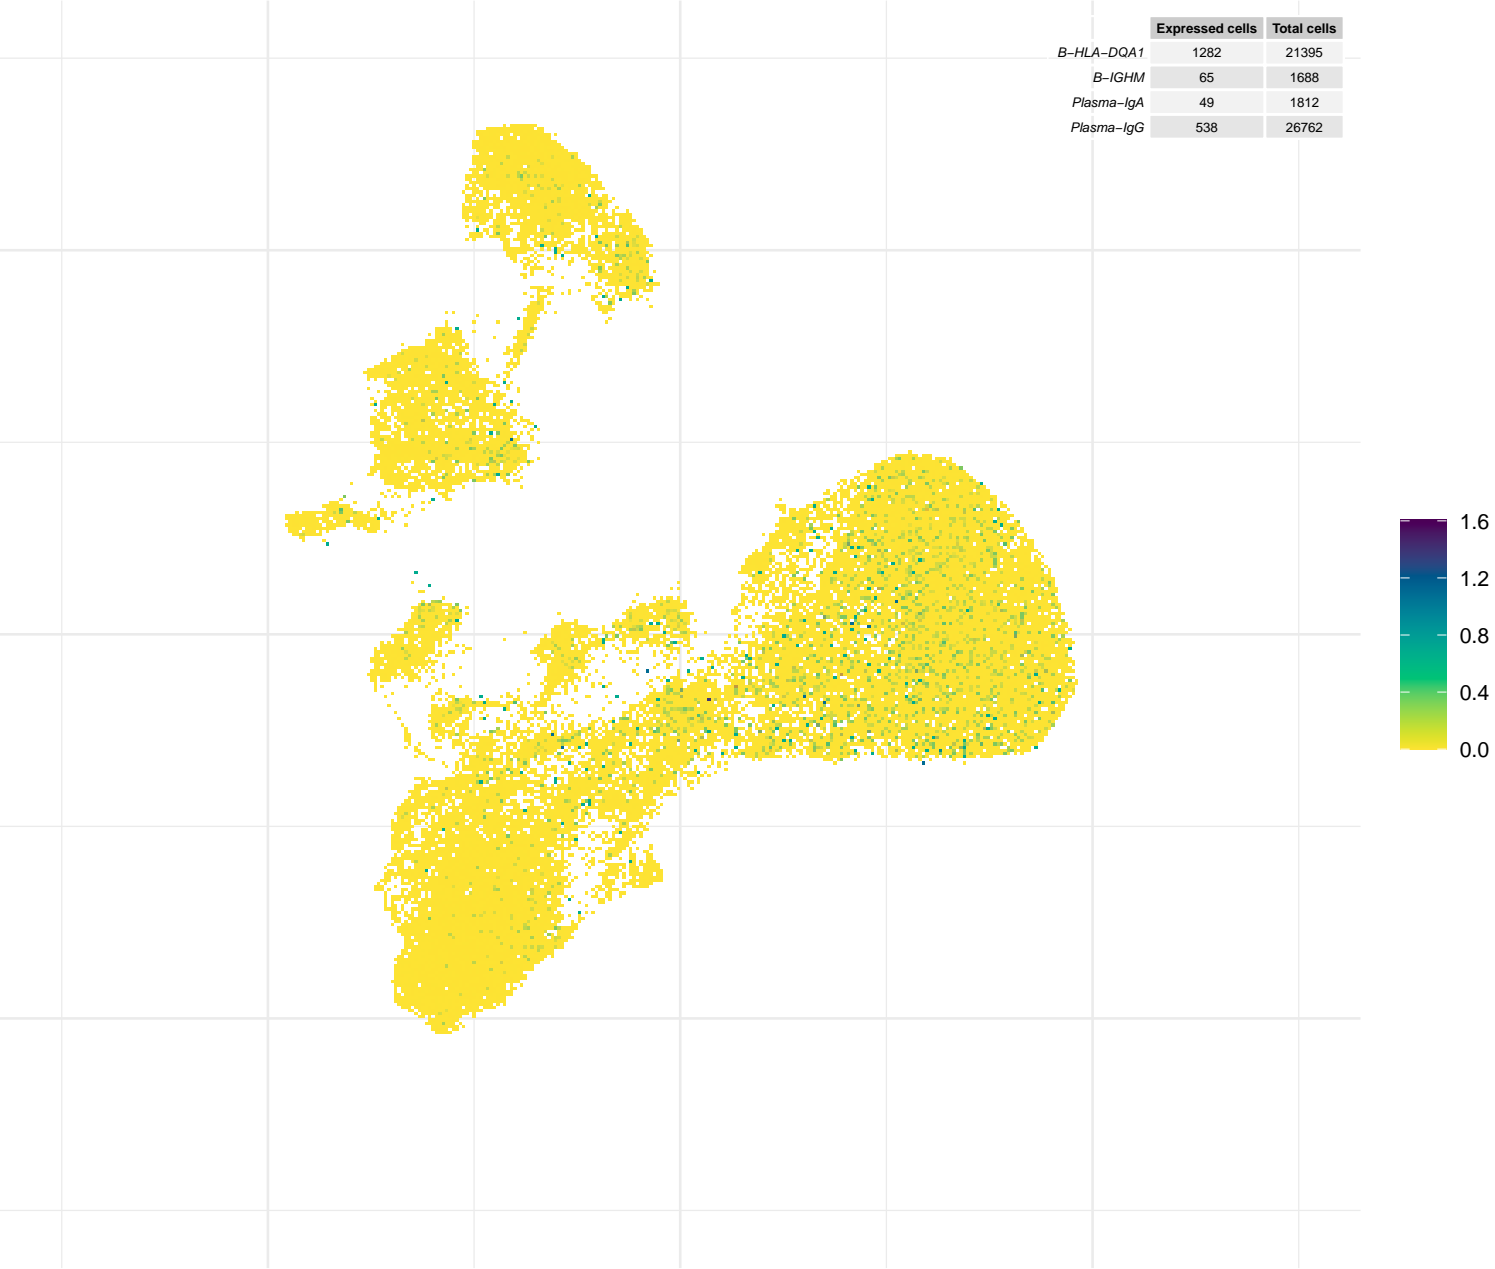 Expressed cells Total cells
B−HLA−DQA1 1282 21395
B−IGHM 65 1688
Plasma−IgA 49 1812
Plasma−IgG 538 26762
1.6
1.2
0.8
0.4
0.0